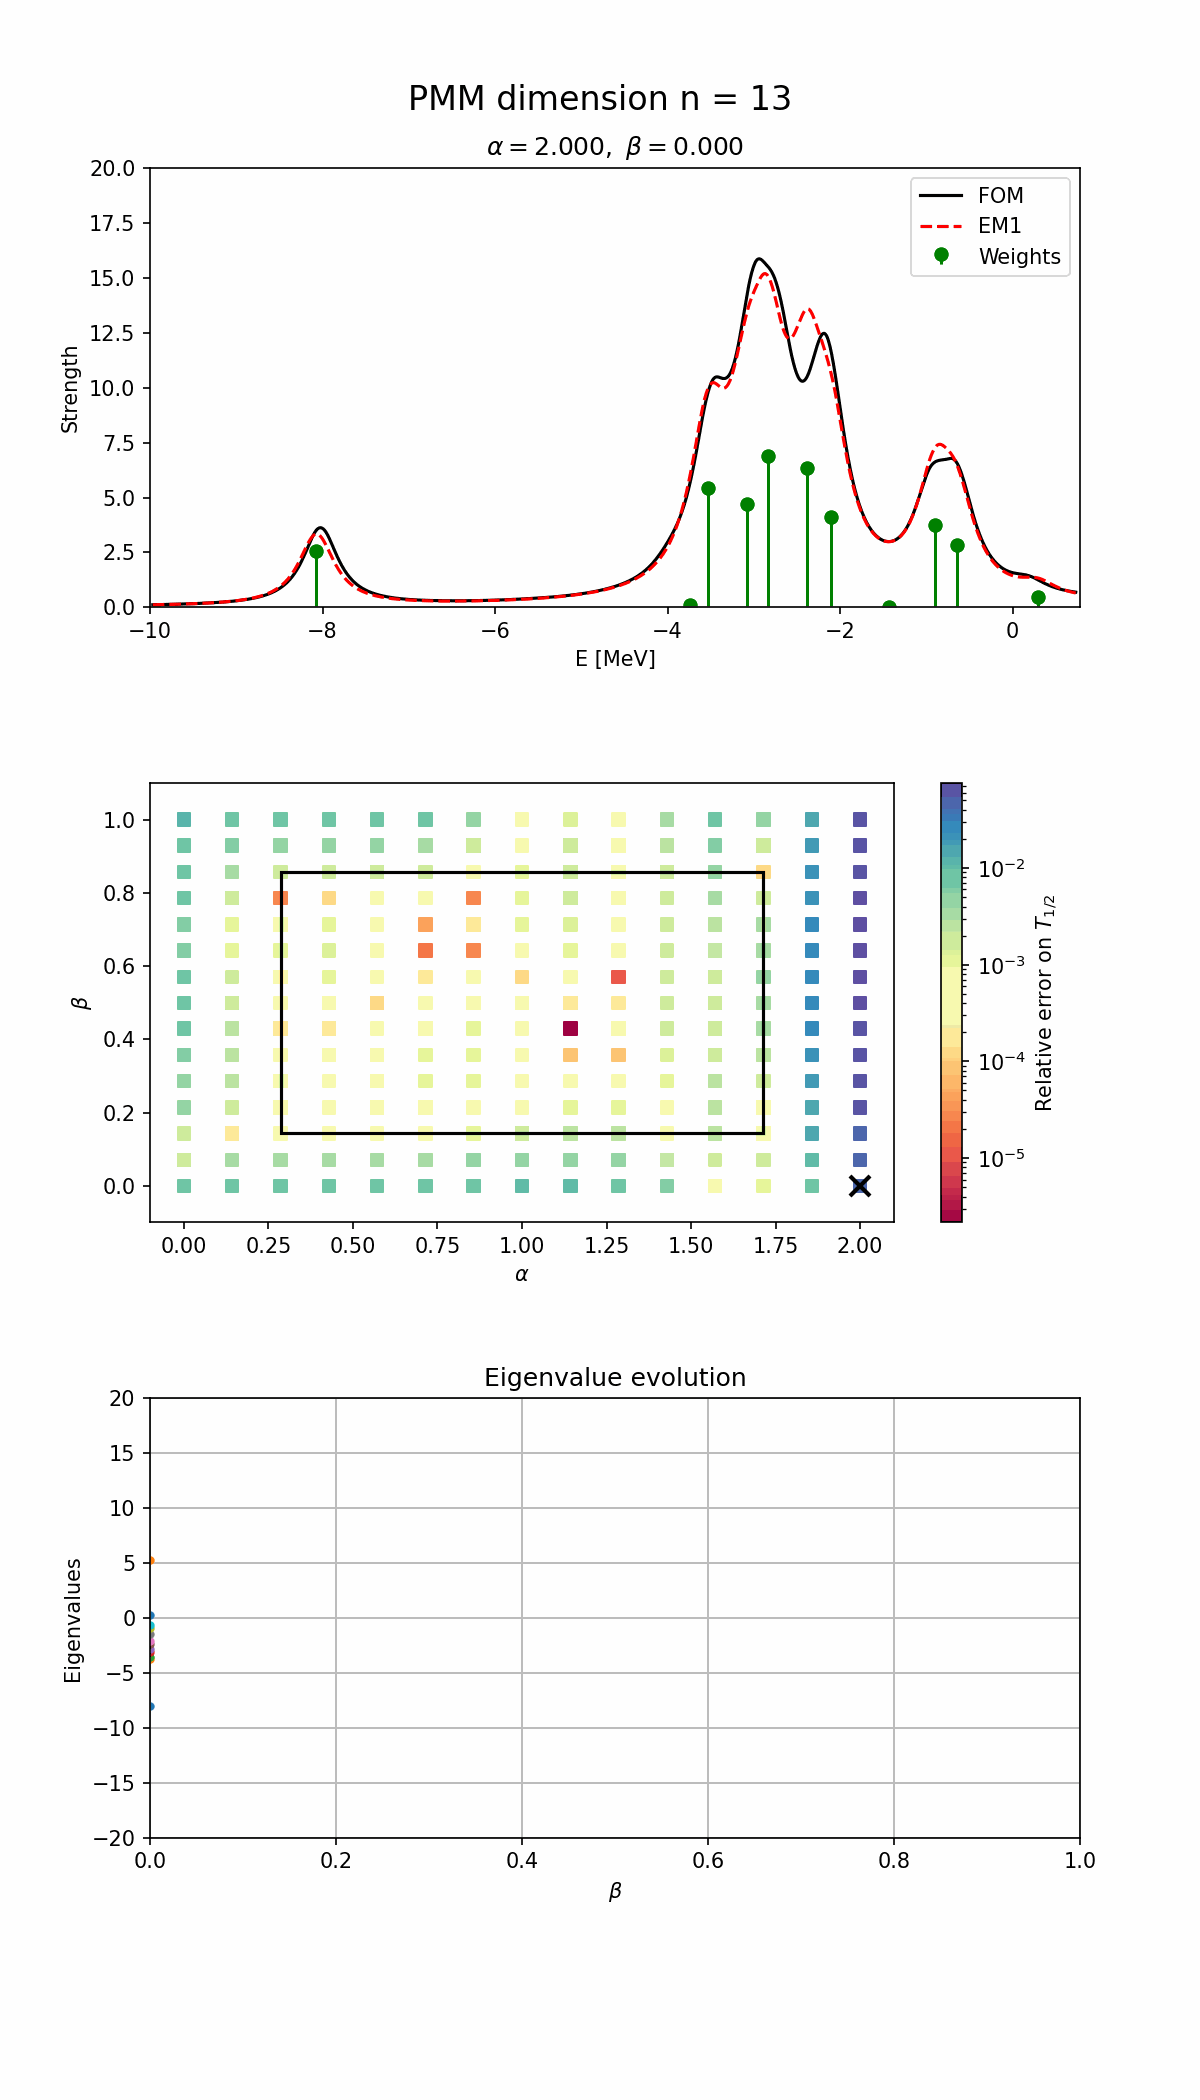 PMM dimension n = 13
α = 2.000, β = 0.000
20.0
17.5
15.0
12.5
10.0
7.5
5.0
2.5
0.0
Strength
FOM
EM1
Weights
−10 −8 −6 −4 −2 0
E [MeV]
1.0
0.8
0.6
0.4
0.2
0.0
β
0.00 0.25 0.50 0.75 1.00 1.25 1.50 1.75 2.00
α
10⁻²
10⁻³
10⁻⁴
10⁻⁵
Relative error on T₁/₂
Eigenvalue evolution
20
15
10
5
0
−5
−10
−15
−20
Eigenvalues
0.0 0.2 0.4 0.6 0.8 1.0
β